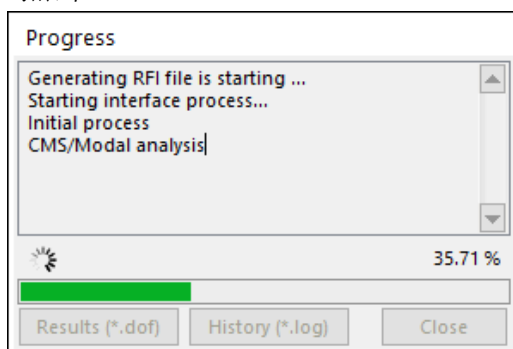 Progress
Generating RFI file is starting ...
Starting interface process...
Initial process
CMS/Modal analysis
35.71 %
Results (*.dof)
History (*.log)
Close